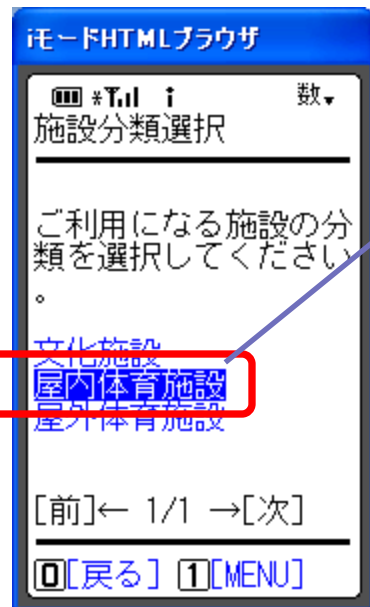 iモードHTMLブラウザ
数▼
施設分類選択
ご利用になる施設の分
類を選択してください
。
文化施設
屋内体育施設
屋外体育施設
[前]← 1/1 →[次]
0[戻る] 1[MENU]